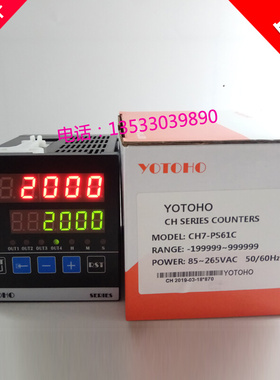 电话：13533039890
YOTOHO
2000
2000
OUT1 OUT2 OUT3 OUT4 H M S
RST
YOTOHO SERIES
YOTOHO
CH SERIES COUNTERS
MODEL: CH7-PS61C
RANGE: -199999~999999
POWER: 85~265VAC 50/60Hz
YOTOHO